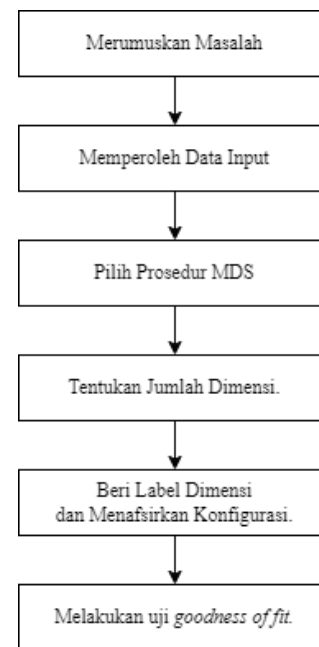 Merumuskan Masalah
Memperoleh Data Input
Pilih Prosedur MDS
Tentukan Jumlah Dimensi.
Beri Label Dimensi
dan Menafsirkan Konfigurasi.
Melakukan uji goodness of fit.